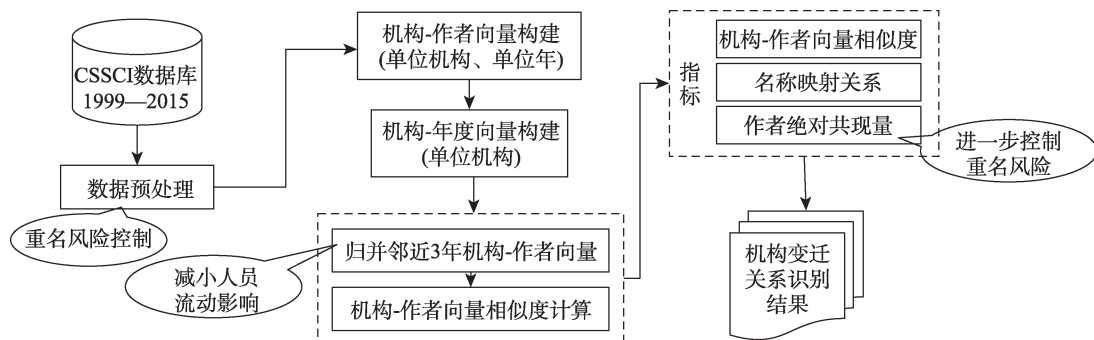 CSSCI数据库
1999—2015
数据预处理
重名风险控制
机构-作者向量构建
(单位机构、单位年)
机构-年度向量构建
(单位机构)
减小人员
流动影响
归并邻近3年机构-作者向量
机构-作者向量相似度计算
指
标
机构-作者向量相似度
名称映射关系
作者绝对共现量
进一步控制
重名风险
机构变迁
关系识别
结果